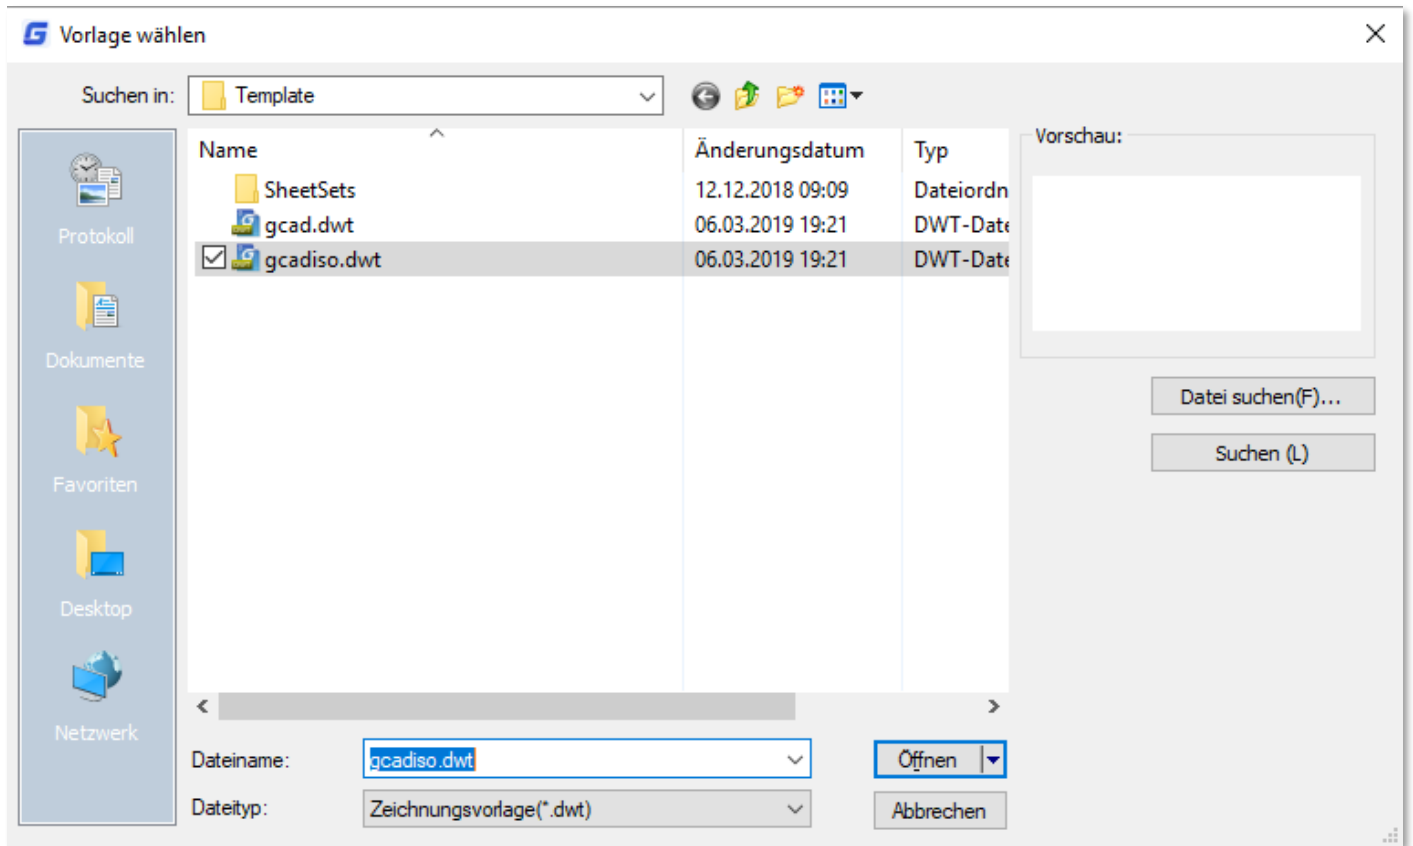 Vorlage wählen
Suchen in: Template
Name Änderungsdatum Typ
SheetSets 12.12.2018 09:09 Dateiordn
gcad.dwt 06.03.2019 19:21 DWT-Date
gcadiso.dwt 06.03.2019 19:21 DWT-Date
Protokoll
Dokumente
Favoriten
Desktop
Netzwerk
Vorschau:
Datei suchen(F)...
Suchen (L)
Dateiname: gcadiso.dwt Öffnen
Dateityp: Zeichnungsvorlage(*.dwt) Abbrechen